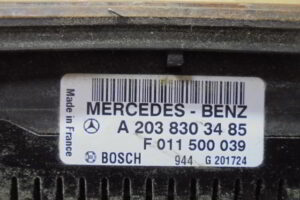 Made in France
MERCEDES - BENZ
A 203 830 34 85
F 011 500 039
BOSCH 944 G 201724